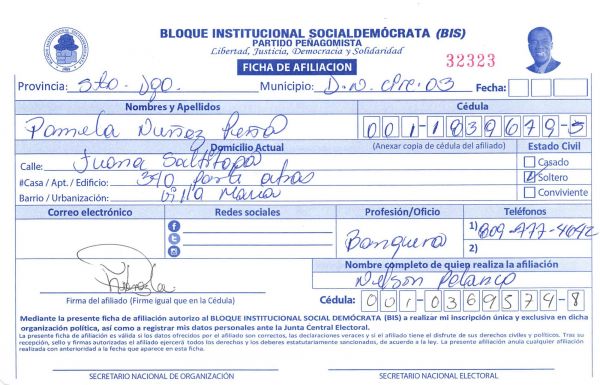 BLOQUE INSTITUCIONAL SOCIALDEMÓCRATA (BIS)
PARTIDO PEÑAGOMISTA
Libertad, Justicia, Democracia y Solidaridad
32323
FICHA DE AFILIACION
Provincia: Sto. Dgo. Municipio: D.N. Fecha:
Nombres y Apellidos Cédula
Pamela Nuñez Peña 001-1839679-5
Domicilio Actual (Anexar copia de cédula del afiliado) Estado Civil
Calle: Juana Saltitopa Casado
#Casa / Apt. / Edificio: 340 parte atras Soltero
Barrio / Urbanización: Villa Maria Conviviente
Correo electrónico Redes sociales Profesión/Oficio Teléfonos
Banquera 1) 809-977-4692
2)
Nombre completo de quien realiza la afiliación
Nelson Polanco
Firma del afiliado (Firme igual que en la Cédula) Cédula: 001-0369574-8
Mediante la presente ficha de afiliación autorizo al BLOQUE INSTITUCIONAL SOCIAL DEMÓCRATA (BIS) a realizar mi inscripción única y exclusiva en dicha
organización política, así como a registrar mis datos personales ante la Junta Central Electoral.
La presente ficha de afiliación es válida si los datos ofrecidos por el afiliado son correctos, las declaraciones veraces y si el afiliado tiene el disfrute de sus derechos civiles y políticos. Tras su
recepción, sello y firmas autorizadas el afiliado ejercerá todos los derechos y los deberes estatutariamente sancionados, de acuerdo a la ley. La presente afiliación anula cualquier afiliación
realizada con anterioridad a la fecha que aparece en esta ficha.
SECRETARIO NACIONAL DE ORGANIZACIÓN SECRETARIO NACIONAL ELECTORAL